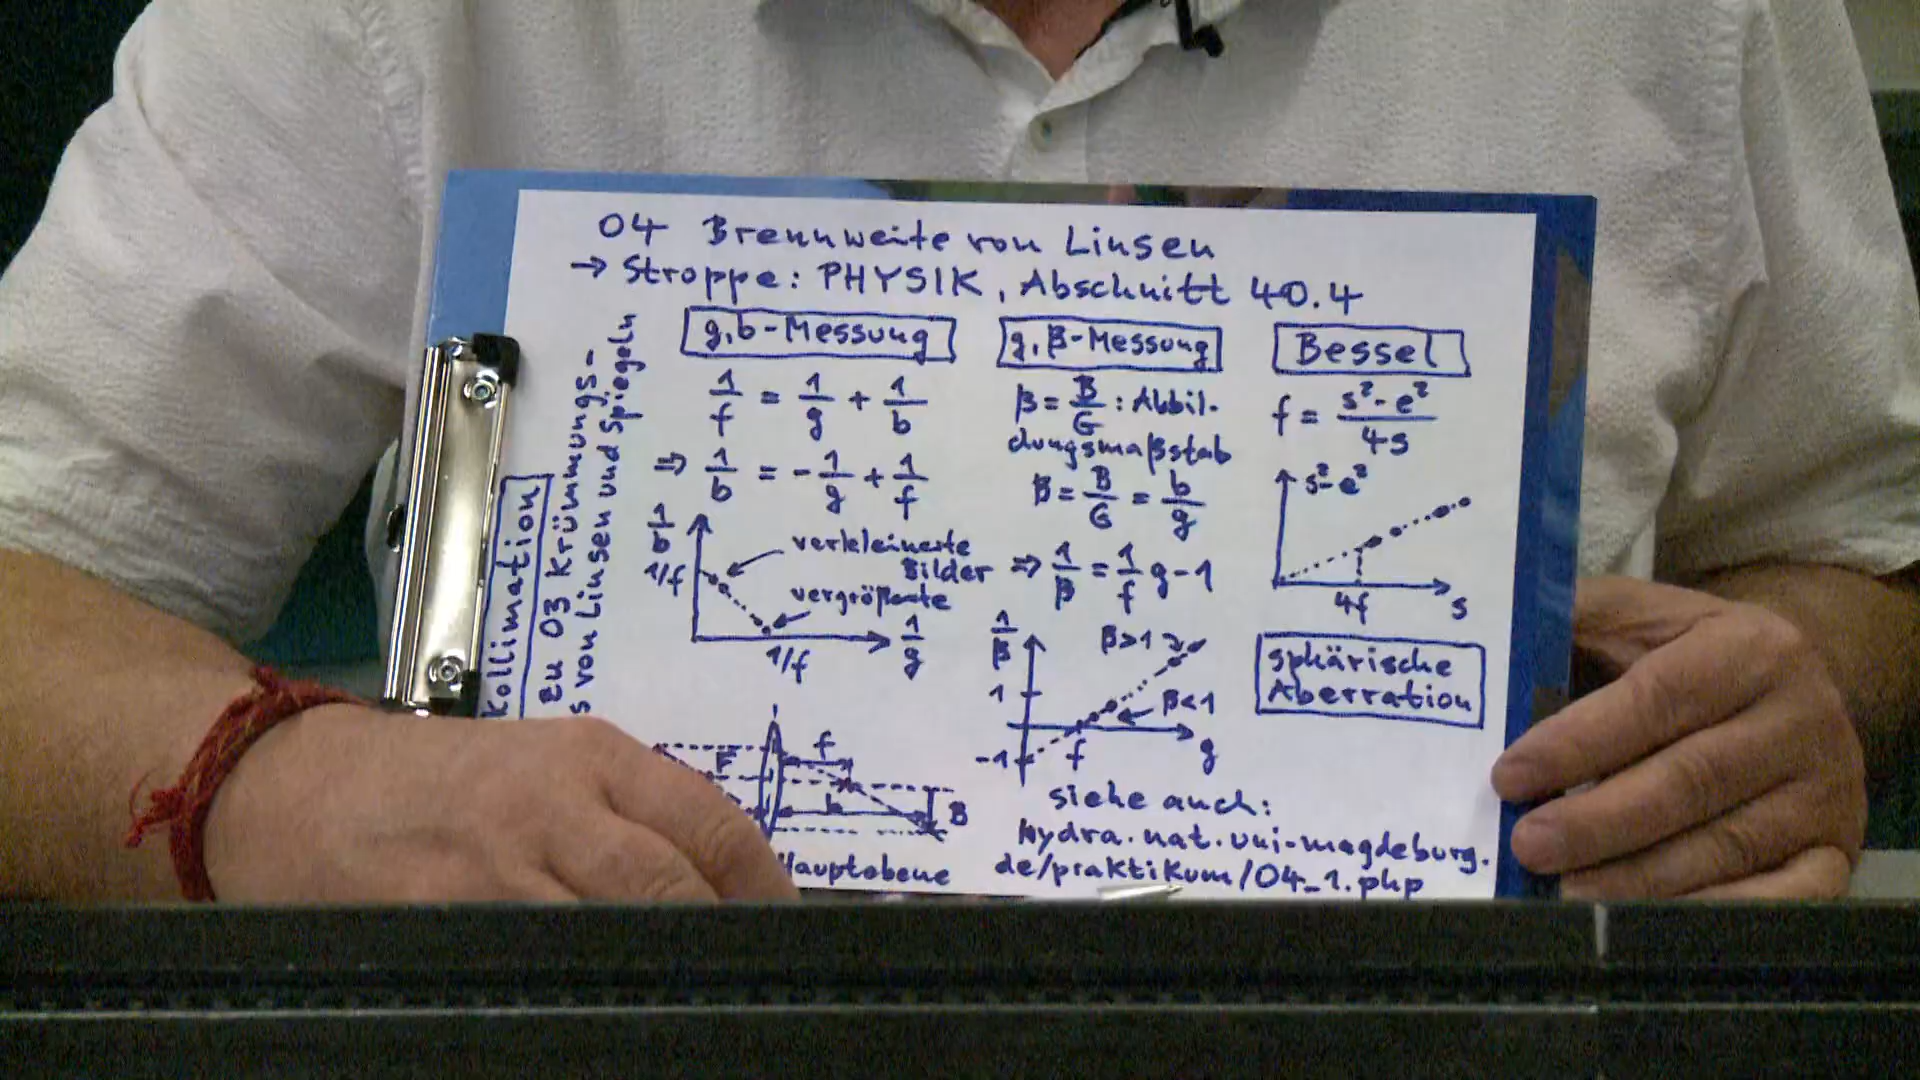 04 Brennweite von Linsen
→ Stroppe: PHYSIK, Abschnitt 40.4
g,b-Messung
1/f = 1/g + 1/b
⇒ 1/b = - 1/g + 1/f
1/b
1/f
verkleinerte
Bilder
vergrößerte
1/f
1/g
g,β-Messung
β = B/G : Abbil-
dungsmaßstab
β = B/G = b/g
⇒ 1/β = 1/f g - 1
1/β
β>1
1
β<1
-1
f
g
Bessel
f = s²-e²/4s
s²-e²
4f
s
sphärische
Aberration
Kollimation
zu 03 Krümmungs-
s von Linsen und Spiegeln
F
f
b
B
Hauptebene
siehe auch:
hydra.nat.uni-magdeburg.
de/praktikum/04_1.php